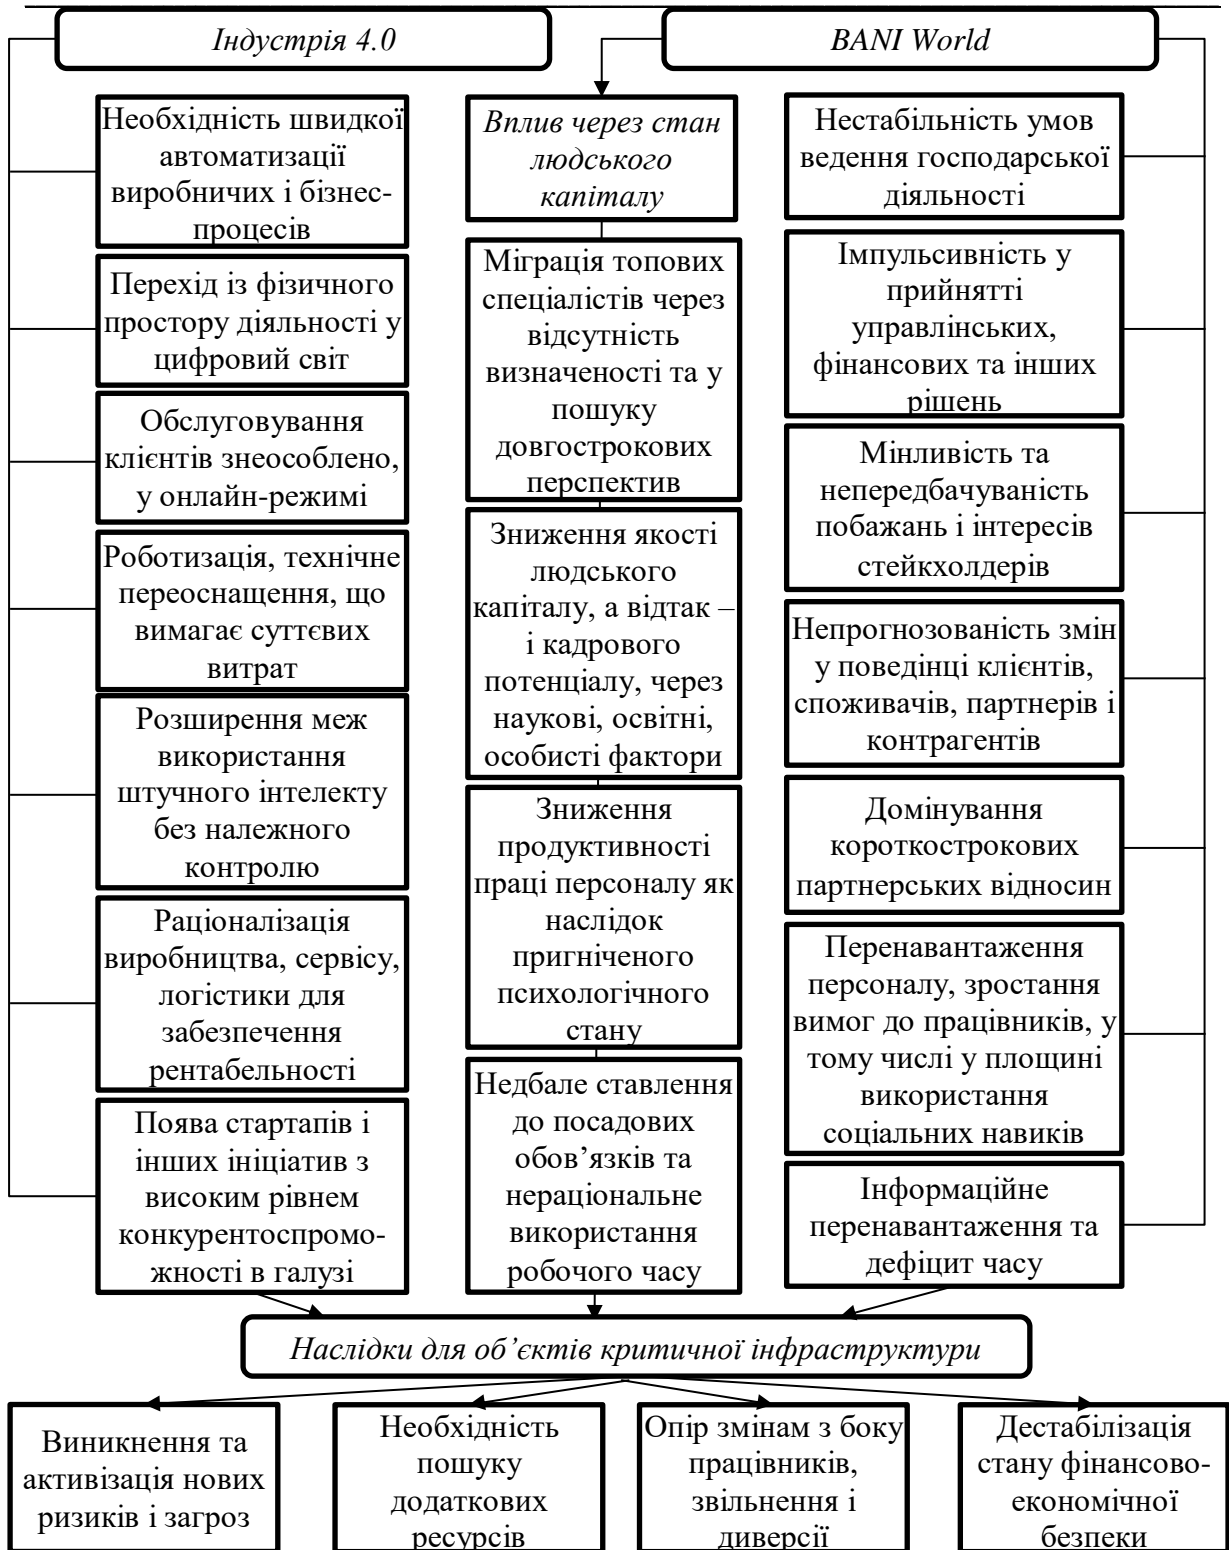 Індустрія 4.0
BANI World
Необхідність швидкої
автоматизації
виробничих і бізнес-
процесів
Перехід із фізичного
простору діяльності у
цифровий світ
Обслуговування
клієнтів знеособлено,
у онлайн-режимі
Роботизація, технічне
переоснащення, що
вимагає суттєвих
витрат
Розширення меж
використання
штучного інтелекту
без належного
контролю
Раціоналізація
виробництва, сервісу,
логістики для
забезпечення
рентабельності
Поява стартапів і
інших ініціатив з
високим рівнем
конкурентоспромо-
жності в галузі
Вплив через стан
людського
капіталу
Міграція топових
спеціалістів через
відсутність
визначеності та у
пошуку
довгострокових
перспектив
Зниження якості
людського
капіталу, а відтак –
і кадрового
потенціалу, через
наукові, освітні,
особисті фактори
Зниження
продуктивності
праці персоналу як
наслідок
пригніченого
психологічного
стану
Недбале ставлення
до посадових
обов’язків та
нераціональне
використання
робочого часу
Нестабільність умов
ведення господарської
діяльності
Імпульсивність у
прийнятті
управлінських,
фінансових та інших
рішень
Мінливість та
непередбачуваність
побажань і інтересів
стейкхолдерів
Непрогнозованість змін
у поведінці клієнтів,
споживачів, партнерів і
контрагентів
Домінування
короткострокових
партнерських відносин
Перенавантаження
персоналу, зростання
вимог до працівників, у
тому числі у площині
використання
соціальних навиків
Інформаційне
перенавантаження та
дефіцит часу
Наслідки для об’єктів критичної інфраструктури
Виникнення та
активізація нових
ризиків і загроз
Необхідність
пошуку
додаткових
ресурсів
Опір змінам з боку
працівників,
звільнення і
диверсії
Дестабілізація
стану фінансово-
економічної
безпеки